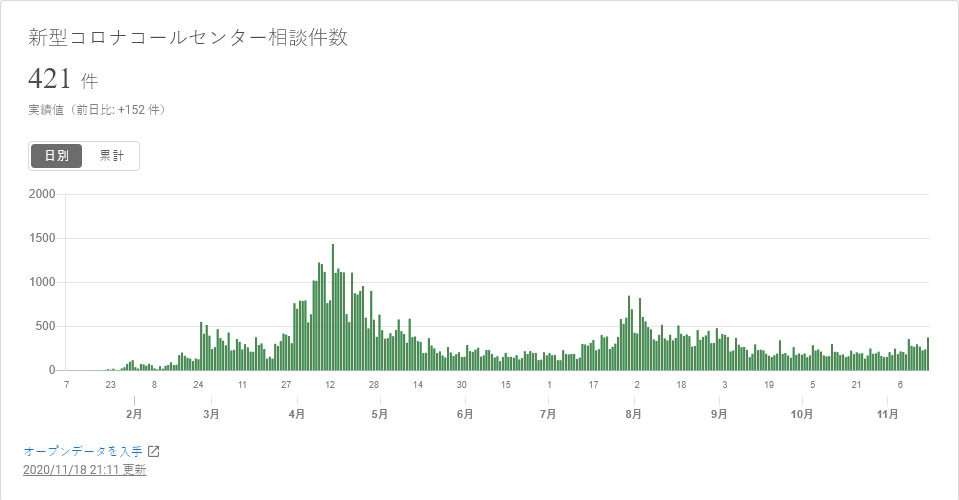 新型コロナコールセンター相談件数
421 件
実績値（前日比: +152 件）
日別 累計
2000
1500
1000
500
0
7 23 8 24 11 27 12 28 14 30 15 1 17 2 18 3 19 5 21 6
2月 3月 4月 5月 6月 7月 8月 9月 10月 11月
オープンデータを入手
2020/11/18 21:11 更新